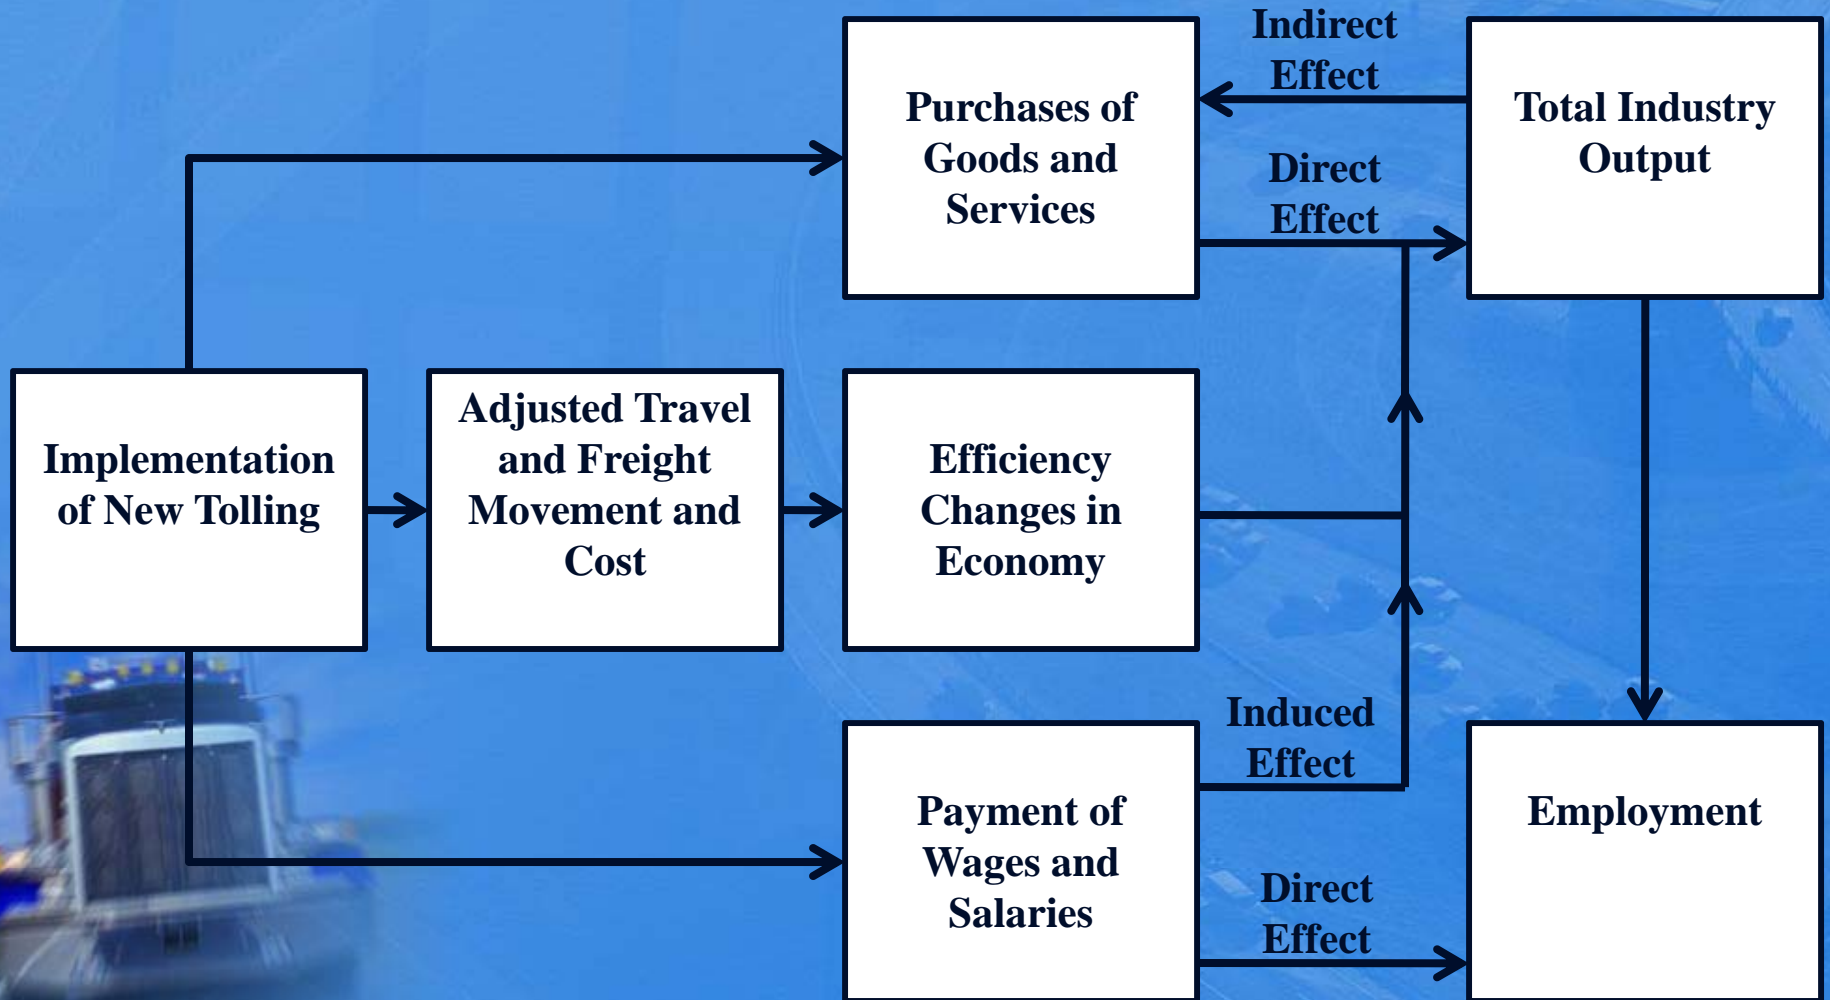 Indirect
Effect
Purchases of
Goods and
Services
Total Industry
Output
Direct
Effect
Implementation
of New Tolling
Adjusted Travel
and Freight
Movement and
Cost
Efficiency
Changes in
Economy
Induced
Effect
Payment of
Wages and
Salaries
Employment
Direct
Effect